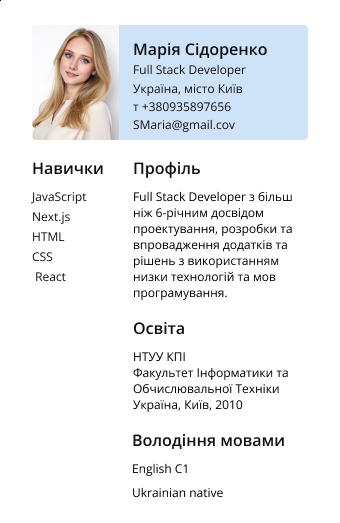 Марія Сідоренко
Full Stack Developer
Україна, місто Київ
т +380935897656
SMaria@gmail.cov
Навички
JavaScript
Next.js
HTML
CSS
React
Профіль
Full Stack Developer з більш
ніж 6-річним досвідом
проектування, розробки та
впровадження додатків та
рішень з використанням
низки технологій та мов
програмування.
Освіта
НТУУ КПІ
Факультет Інформатики та
Обчислювальної Техніки
Україна, Київ, 2010
Володіння мовами
English C1
Ukrainian native